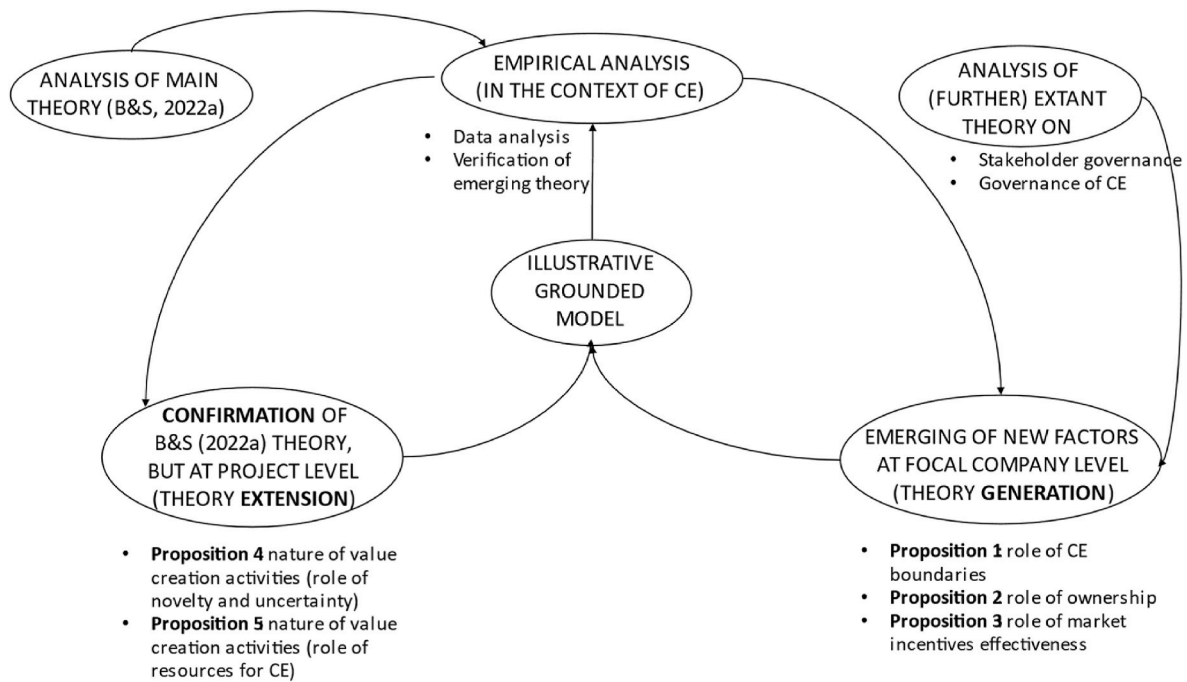 ANALYSIS OF MAIN
THEORY (B&S, 2022a)
EMPIRICAL ANALYSIS
(IN THE CONTEXT OF CE)
• Data analysis
• Verification of
emerging theory
ANALYSIS OF
(FURTHER) EXTANT
THEORY ON
• Stakeholder governance
• Governance of CE
ILLUSTRATIVE
GROUNDED
MODEL
CONFIRMATION OF
B&S (2022a) THEORY,
BUT AT PROJECT LEVEL
(THEORY EXTENSION)
• Proposition 4 nature of value
creation activities (role of
novelty and uncertainty)
• Proposition 5 nature of value
creation activities (role of
resources for CE)
EMERGING OF NEW FACTORS
AT FOCAL COMPANY LEVEL
(THEORY GENERATION)
• Proposition 1 role of CE
boundaries
• Proposition 2 role of ownership
• Proposition 3 role of market
incentives effectiveness